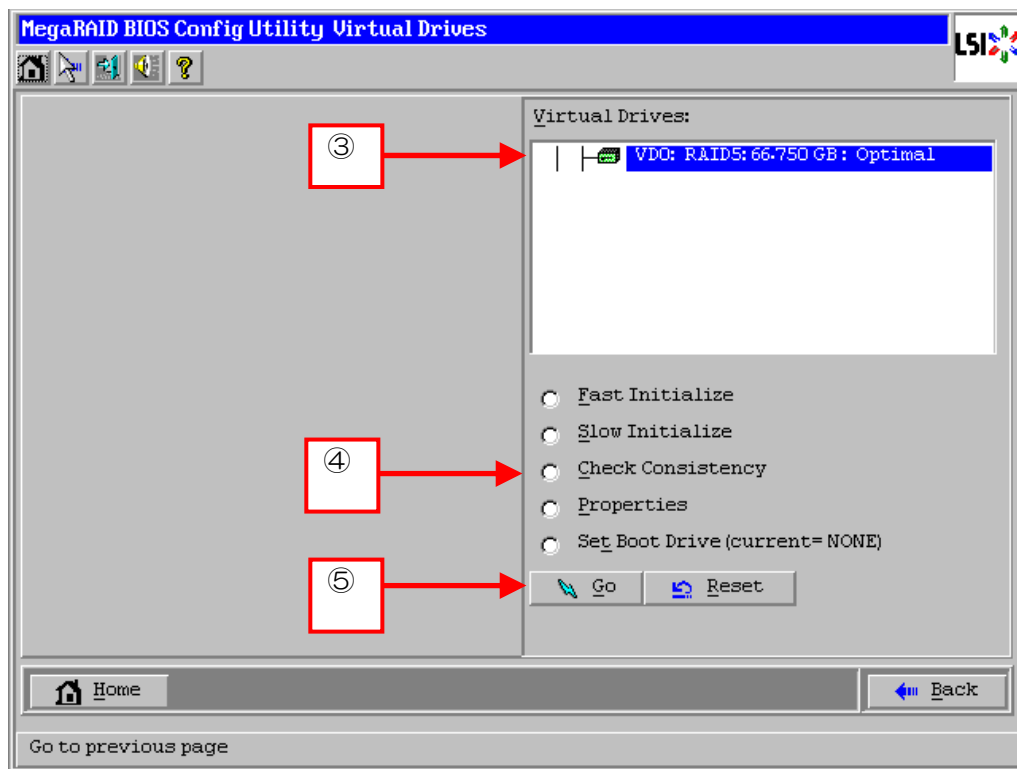 MegaRAID BIOS Config Utility Virtual Drives
LSI
Virtual Drives:
③
VD0: RAID5: 66.750 GB: Optimal
Fast Initialize
Slow Initialize
④
Check Consistency
Properties
Set Boot Drive (current= NONE)
⑤
Go
Reset
Home
Back
Go to previous page